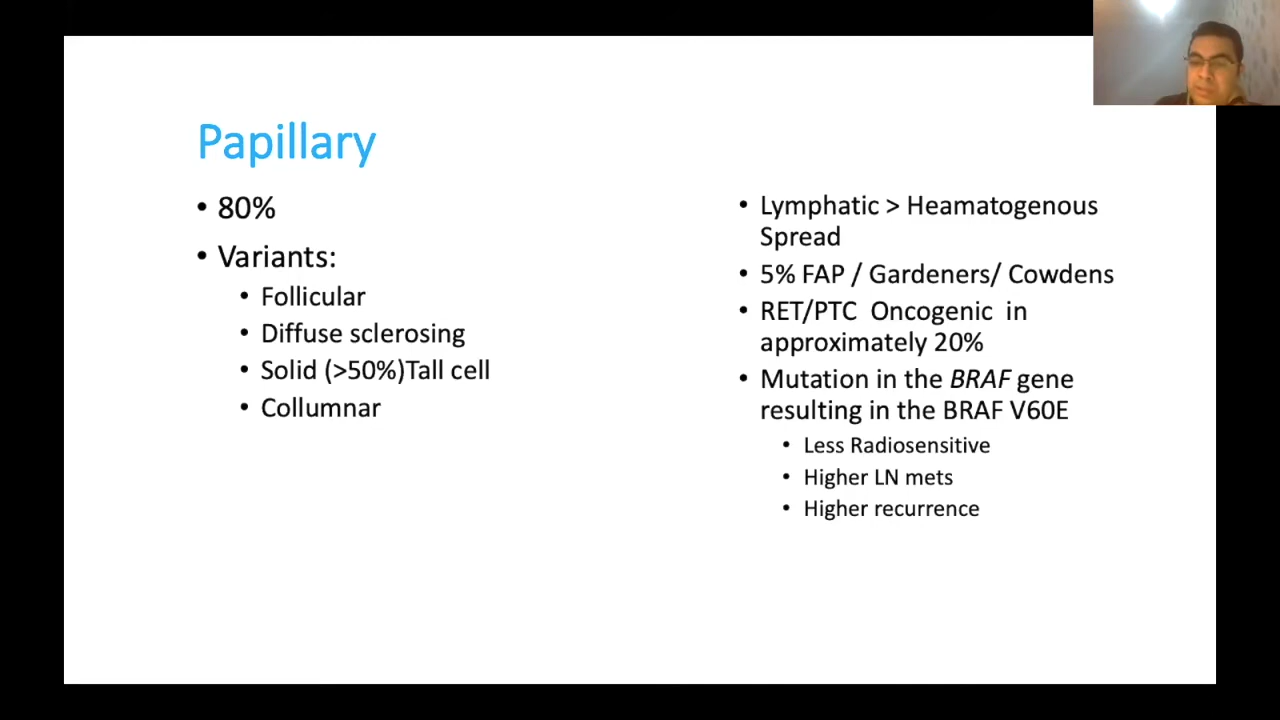 Papillary
• 80%
• Variants:
• Follicular
• Diffuse sclerosing
• Solid (>50%)Tall cell
• Collumnar
• Lymphatic > Heamatogenous
Spread
• 5% FAP / Gardeners/ Cowdens
• RET/PTC Oncogenic in
approximately 20%
• Mutation in the BRAF gene
resulting in the BRAF V60E
• Less Radiosensitive
• Higher LN mets
• Higher recurrence